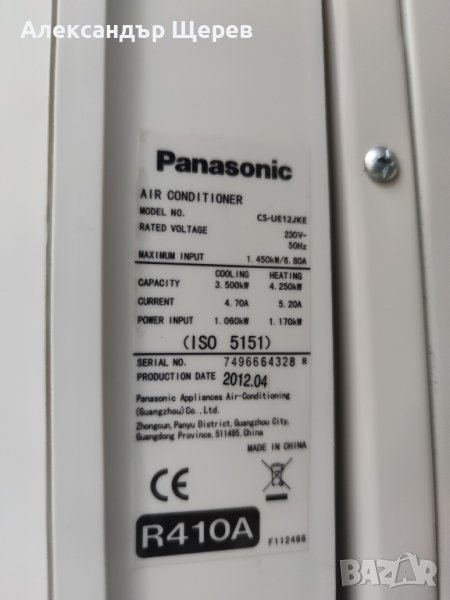 Александър Щерев
Panasonic
AIR CONDITIONER
MODEL NO. CS-UE12JKE
RATED VOLTAGE 230V~
50Hz
MAXIMUM INPUT 1.450kW/6.80A
COOLING HEATING
CAPACITY 3.500kW 4.250kW
CURRENT 4.70A 5.20A
POWER INPUT 1.060kW 1.170kW
(ISO 5151)
SERIAL NO. 7496664328 R
PRODUCTION DATE 2012.04
Panasonic Appliances Air-Conditioning
(Guangzhou) Co., Ltd.
Zhongcun, Panyu District, Guangzhou City,
Guangdong Province, 511495, China
MADE IN CHINA
CE
R410A
F112466
BAZAR